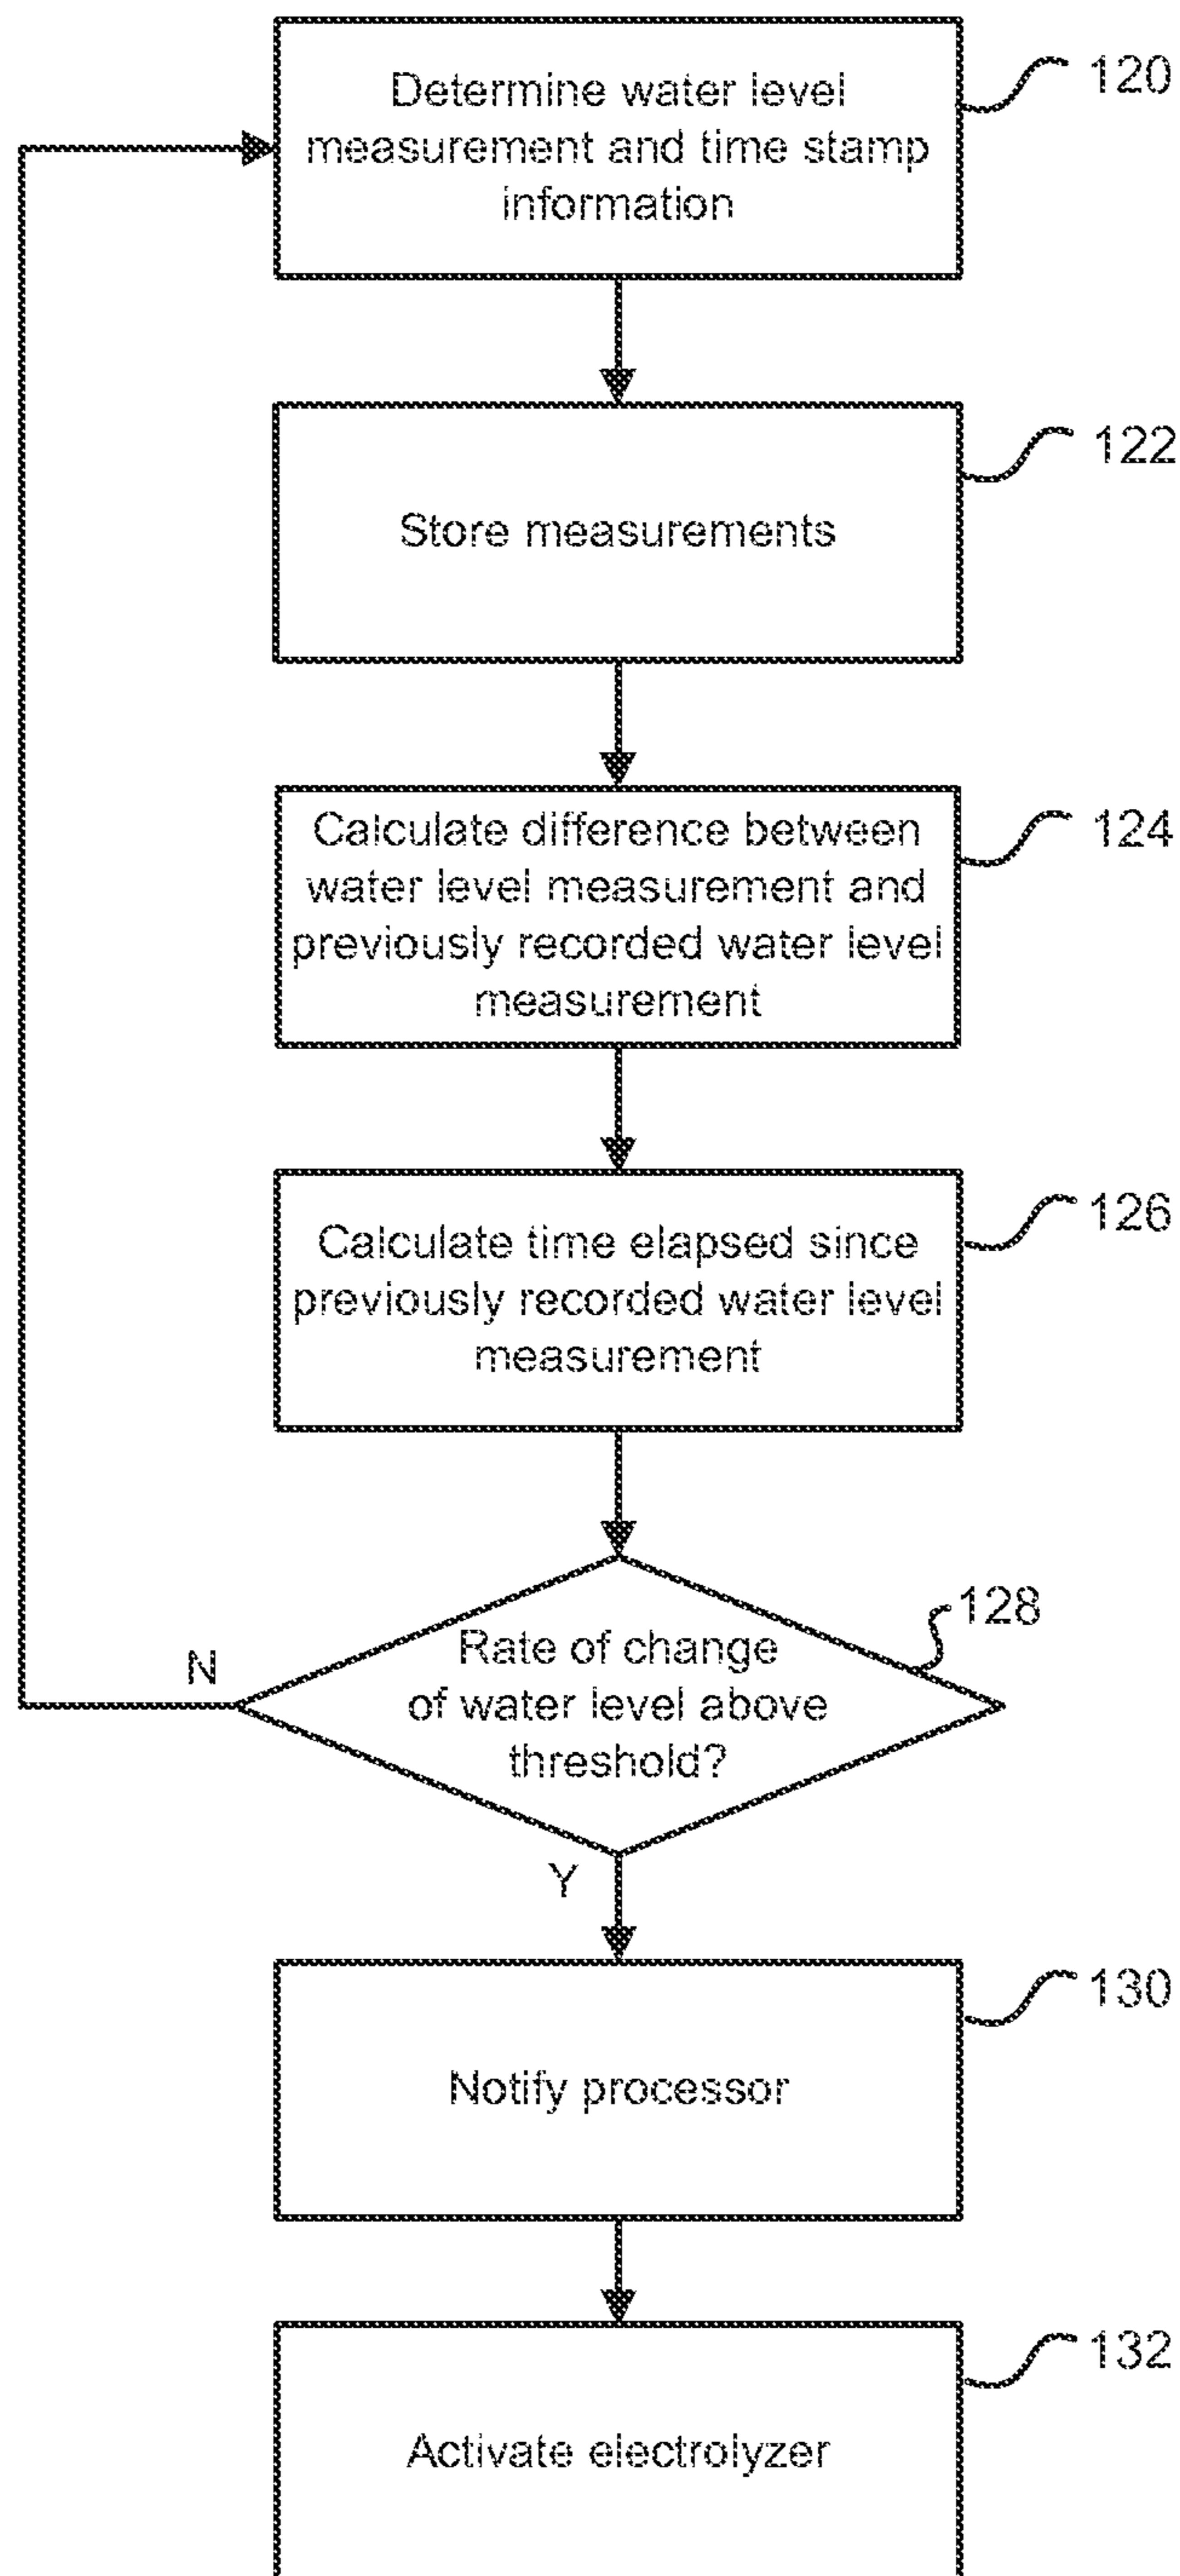 Determine water level
measurement and time stamp
information
120
Store measurements
122
Calculate difference between
water level measurement and
previously recorded water level
measurement
124
Calculate time elapsed since
previously recorded water level
measurement
126
Rate of change
of water level above
threshold?
128
N
Y
Notify processor
130
Activate electrolyzer
132